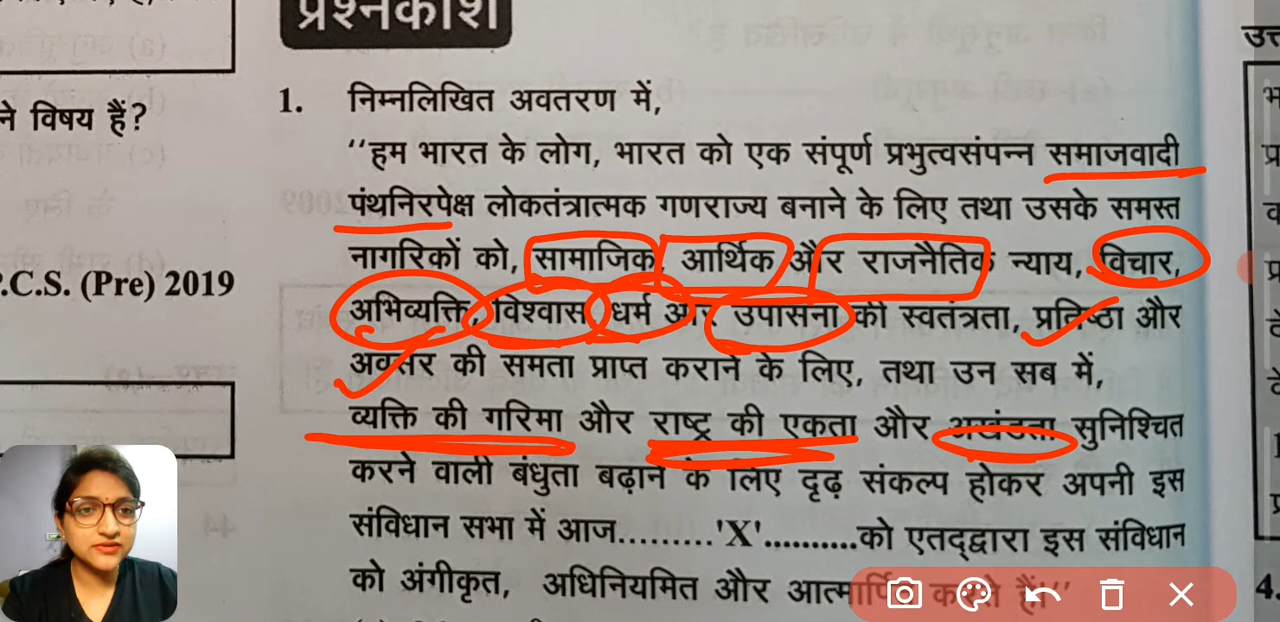 प्रश्नकोश
ने विषय हैं?
.C.S. (Pre) 2019
1. निम्नलिखित अवतरण में,
‘‘हम भारत के लोग, भारत को एक संपूर्ण प्रभुत्वसंपन्न समाजवादी
पंथनिरपेक्ष लोकतंत्रात्मक गणराज्य बनाने के लिए तथा उसके समस्त
नागरिकों को, सामाजिक, आर्थिक और राजनैतिक न्याय, विचार,
अभिव्यक्ति, विश्वास, धर्म और उपासना की स्वतंत्रता, प्रतिष्ठा और
अवसर की समता प्राप्त कराने के लिए, तथा उन सब में,
व्यक्ति की गरिमा और राष्ट्र की एकता और अखंडता सुनिश्चित
करने वाली बंधुता बढ़ाने के लिए दृढ़ संकल्प होकर अपनी इस
संविधान सभा में आज.........'X'..........को एतद्द्वारा इस संविधान
को अंगीकृत, अधिनियमित और आत्मार्पित करते हैं।’’
4.